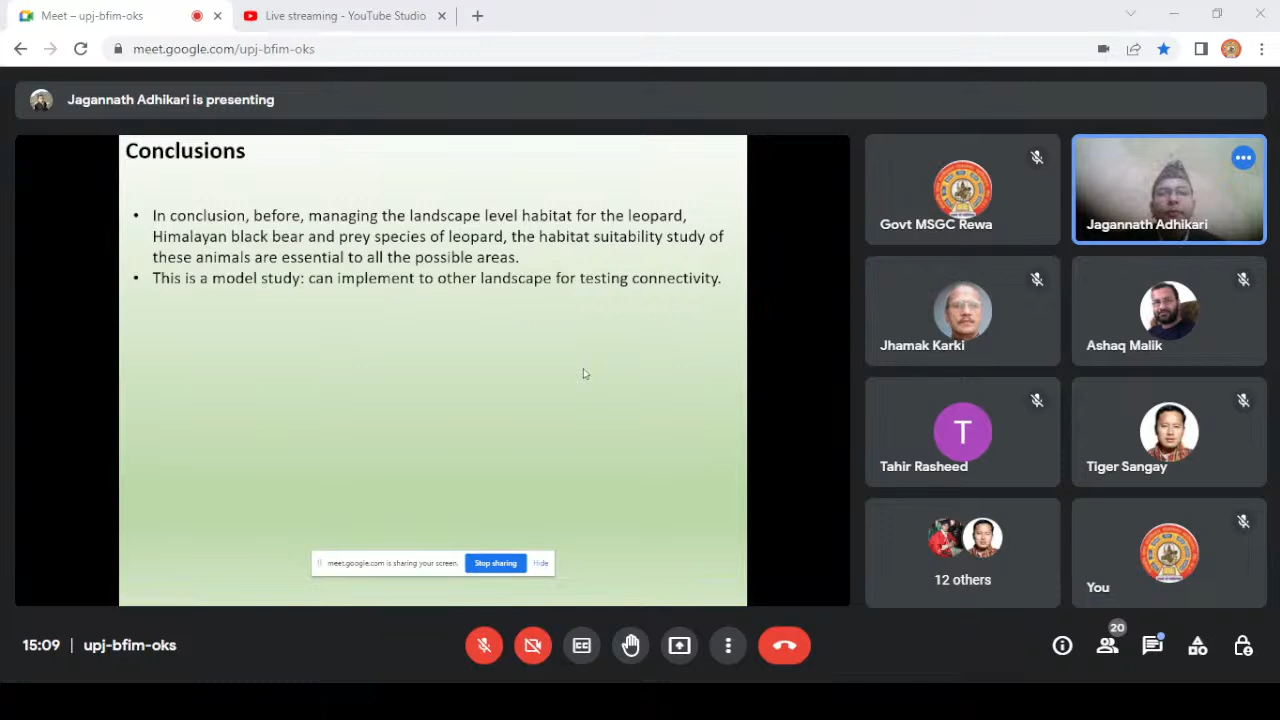 Meet – upj-bfim-oks
Live streaming - YouTube Studio
meet.google.com/upj-bfim-oks
Jagannath Adhikari is presenting
Conclusions
• In conclusion, before, managing the landscape level habitat for the leopard,
Himalayan black bear and prey species of leopard, the habitat suitability study of
these animals are essential to all the possible areas.
• This is a model study: can implement to other landscape for testing connectivity.
meet.google.com is sharing your screen.
Stop sharing
Hide
Govt MSGC Rewa
Jagannath Adhikari
Jhamak Karki
Ashaq Malik
T
Tahir Rasheed
Tiger Sangay
12 others
You
15:09 | upj-bfim-oks
CC
20